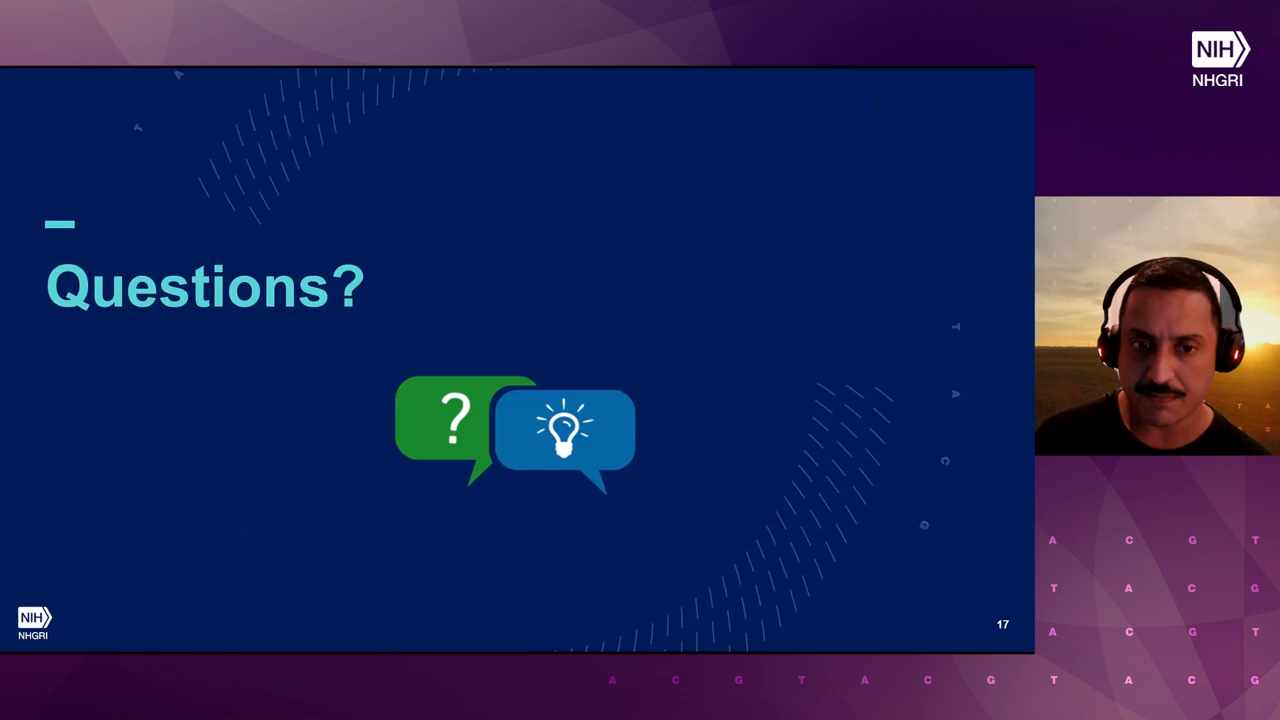 NIH
NHGRI
A
T
Questions?
?
T
A
C
G
NIH
NHGRI
17
T A
A C
A C G T
T A C G
A C G T
A C G T A C G T A C G